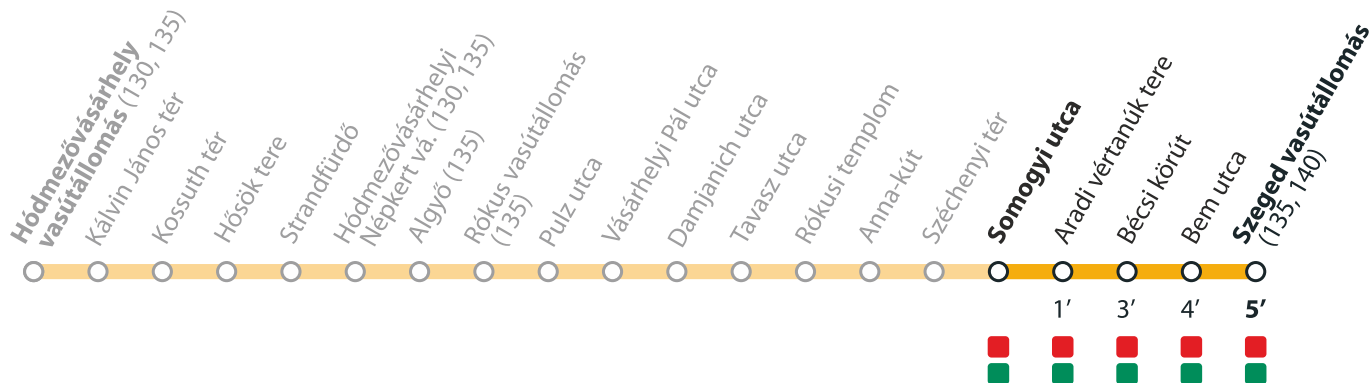 Hódmezővásárhely
vasútállomás (130, 135)
Kálvin János tér
Kossuth tér
Hősök tere
Strandfürdő
Hódmezővásárhelyi
Népkert vá. (130, 135)
Algyő (135)
Rókus vasútállomás
(135)
Pulz utca
Vásárhelyi Pál utca
Damjanich utca
Tavasz utca
Rókusi templom
Anna-kút
Széchenyi tér
Somogyi utca
Aradi vértanúk tere
Bécsi körút
Bem utca
Szeged vasútállomás
(135, 140)
1’ 3’ 4’ 5’